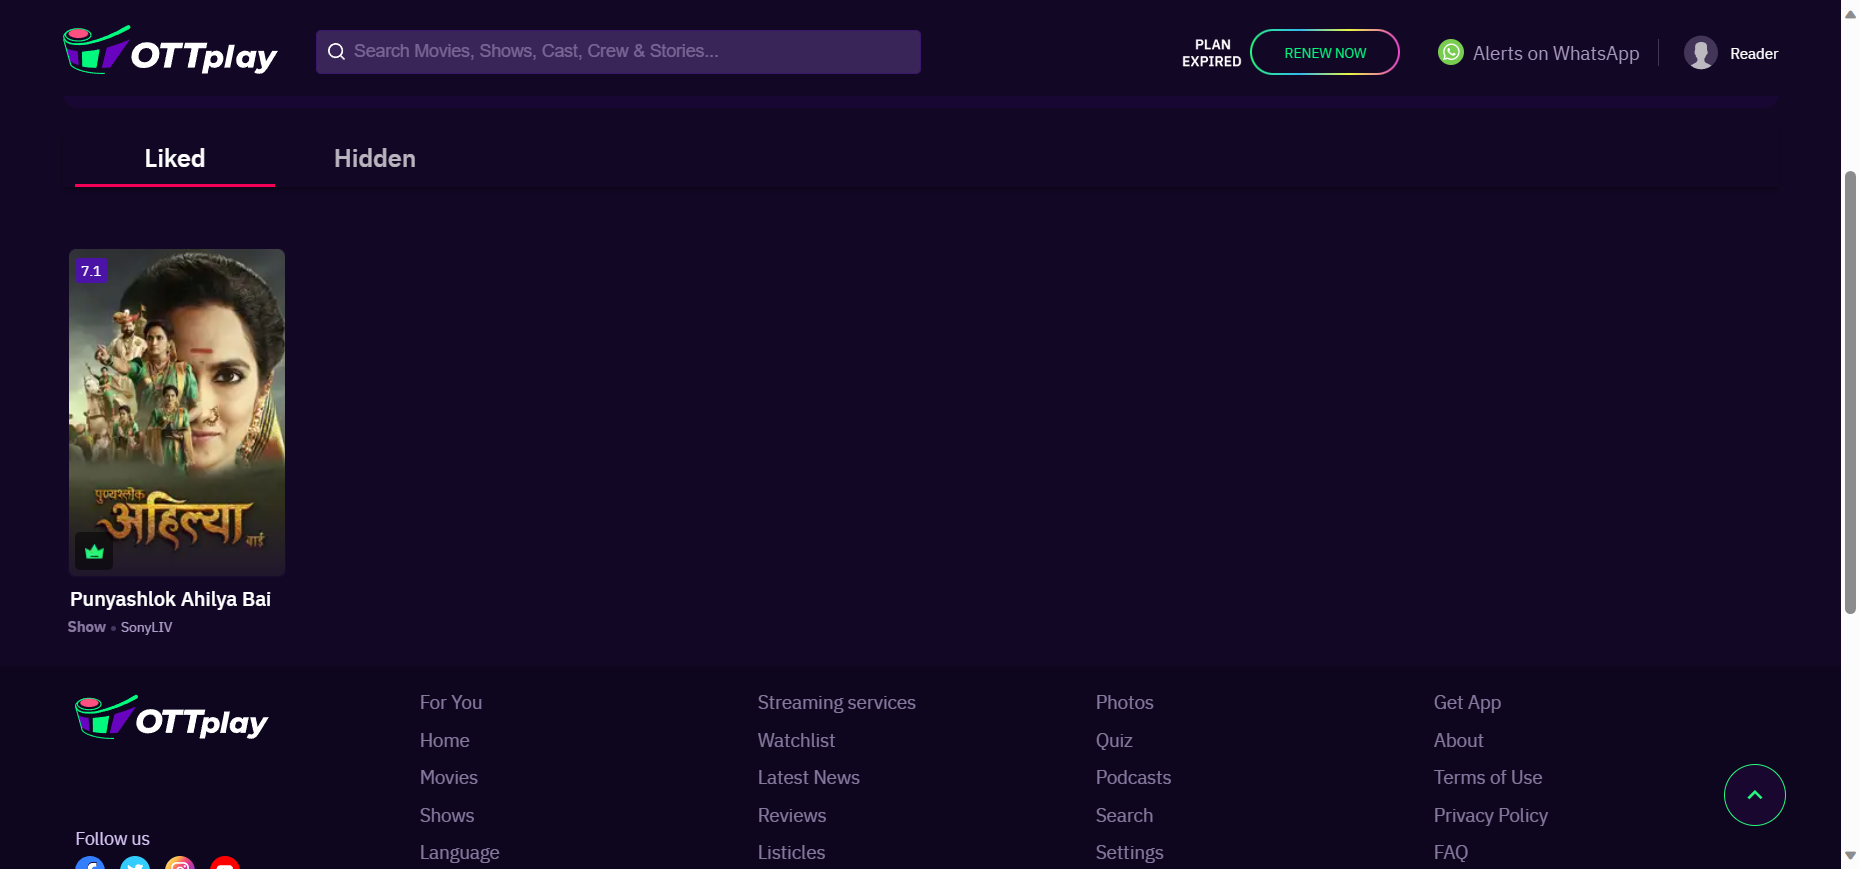 OTTplay
Search Movies, Shows, Cast, Crew & Stories...
PLAN
EXPIRED
RENEW NOW
Alerts on WhatsApp
Reader
Liked
Hidden
7.1
पुण्यश्लोक
अहिल्या
बाई
Punyashlok Ahilya Bai
Show • SonyLIV
OTTplay
Follow us
For You
Home
Movies
Shows
Language
Streaming services
Watchlist
Latest News
Reviews
Listicles
Photos
Quiz
Podcasts
Search
Settings
Get App
About
Terms of Use
Privacy Policy
FAQ